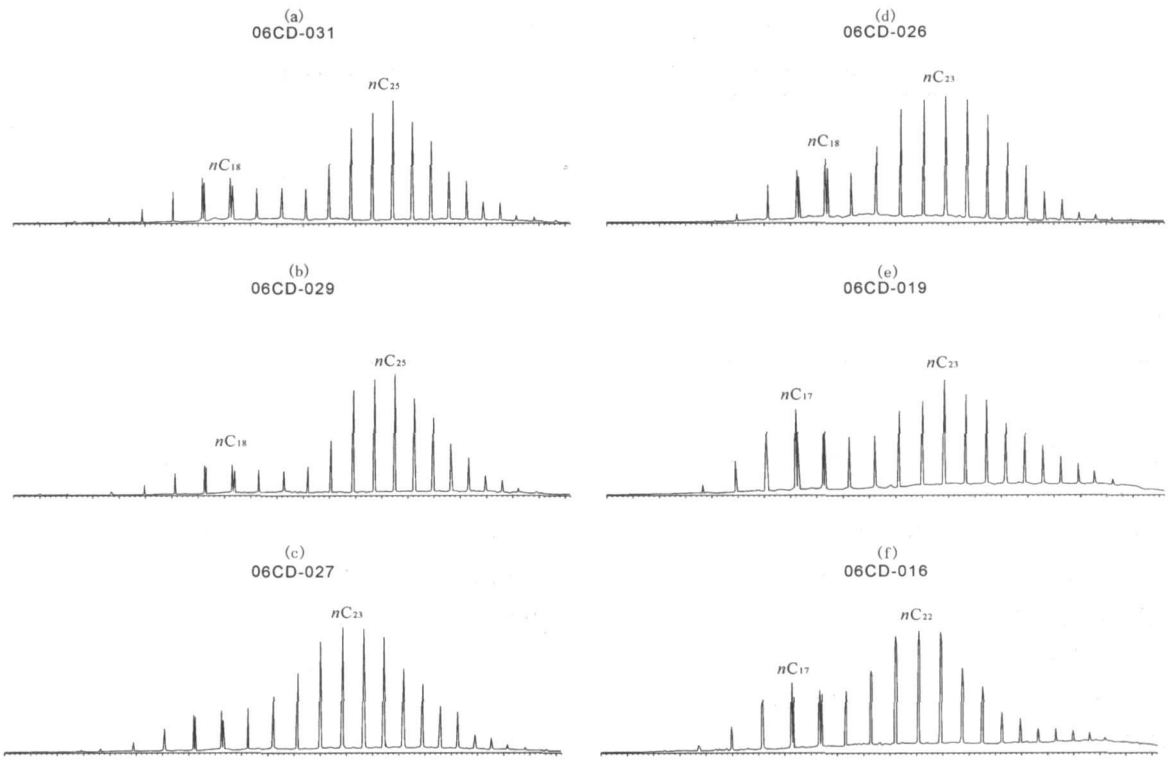 (a)
06CD-031
nC₂₅
nC₁₈
(b)
06CD-029
nC₂₅
nC₁₈
(c)
06CD-027
nC₂₃
(d)
06CD-026
nC₂₃
nC₁₈
(e)
06CD-019
nC₂₃
nC₁₇
(f)
06CD-016
nC₂₂
nC₁₇